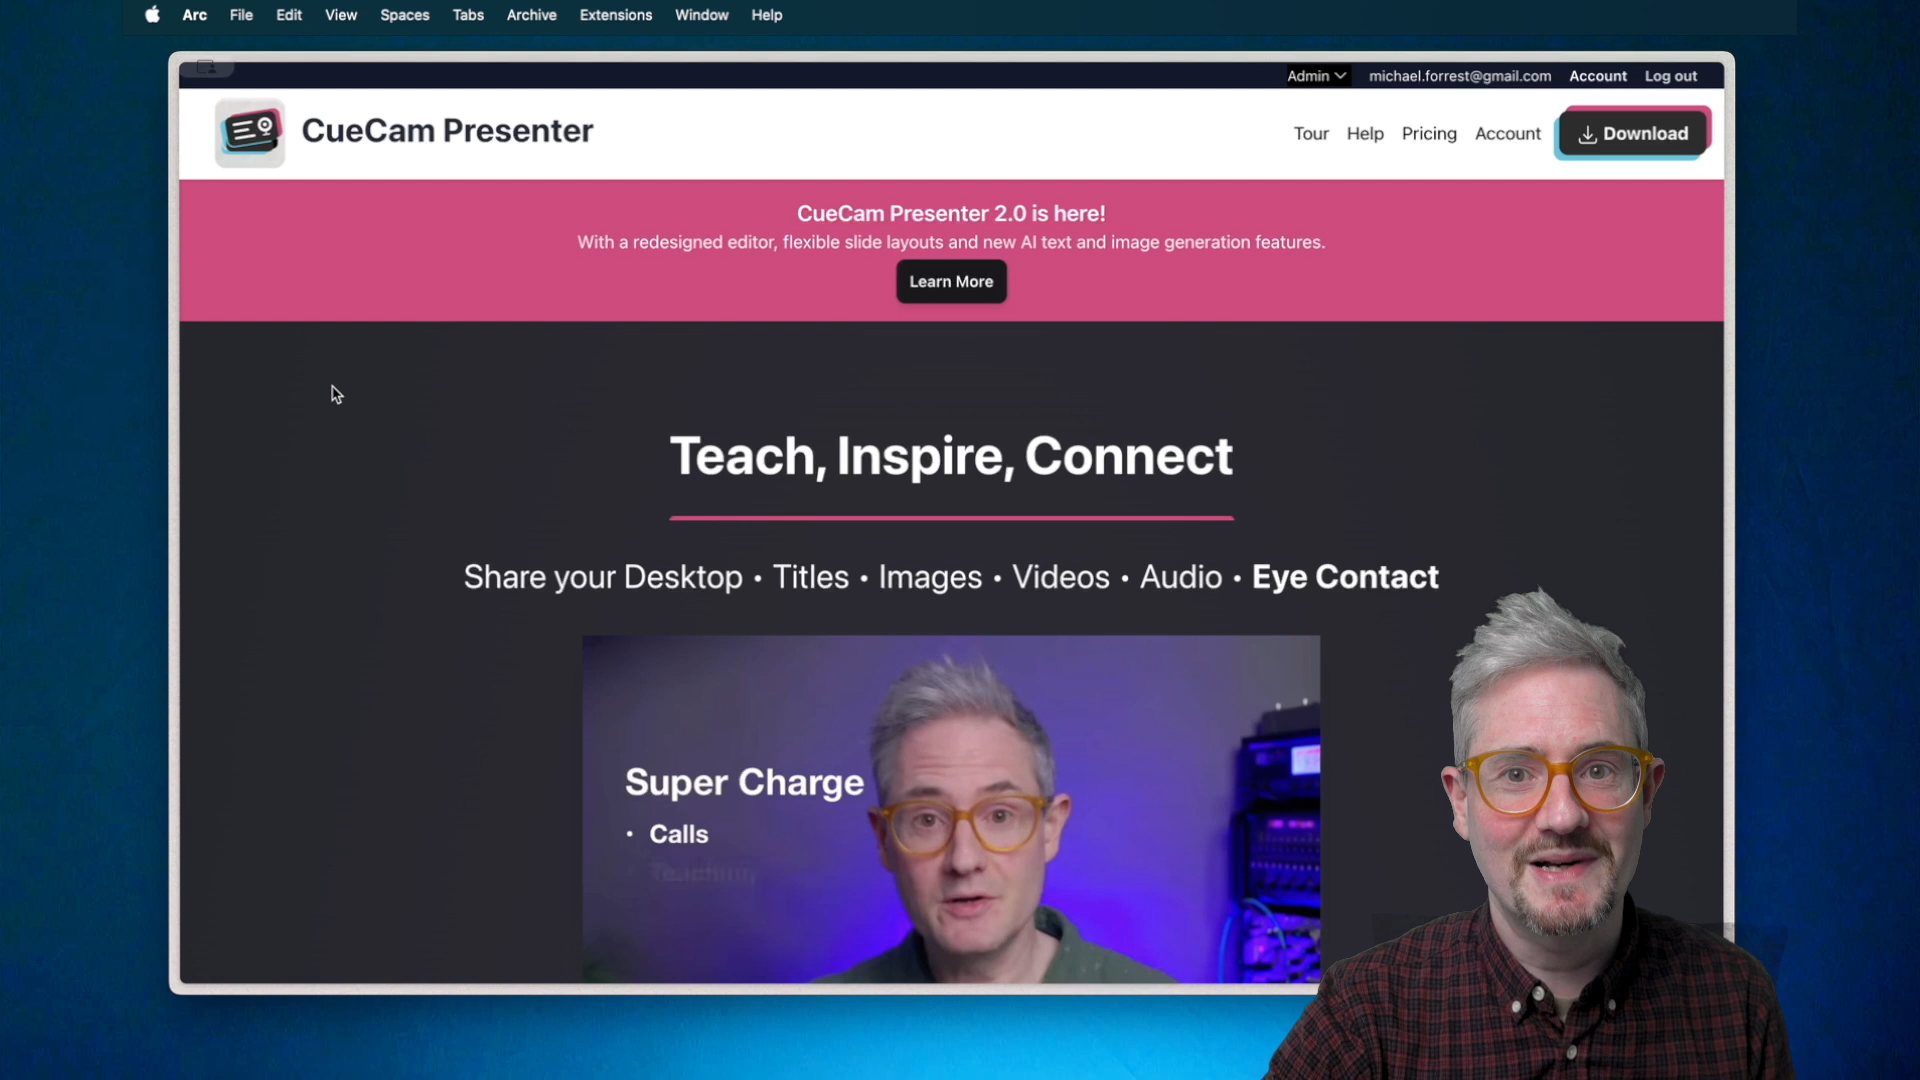 Arc File Edit View Spaces Tabs Archive Extensions Window Help
Admin michael.forrest@gmail.com Account Log out
CueCam Presenter
Tour Help Pricing Account Download
CueCam Presenter 2.0 is here!
With a redesigned editor, flexible slide layouts and new AI text and image generation features.
Learn More
Teach, Inspire, Connect
Share your Desktop • Titles • Images • Videos • Audio • Eye Contact
Super Charge
• Calls
• Teaching